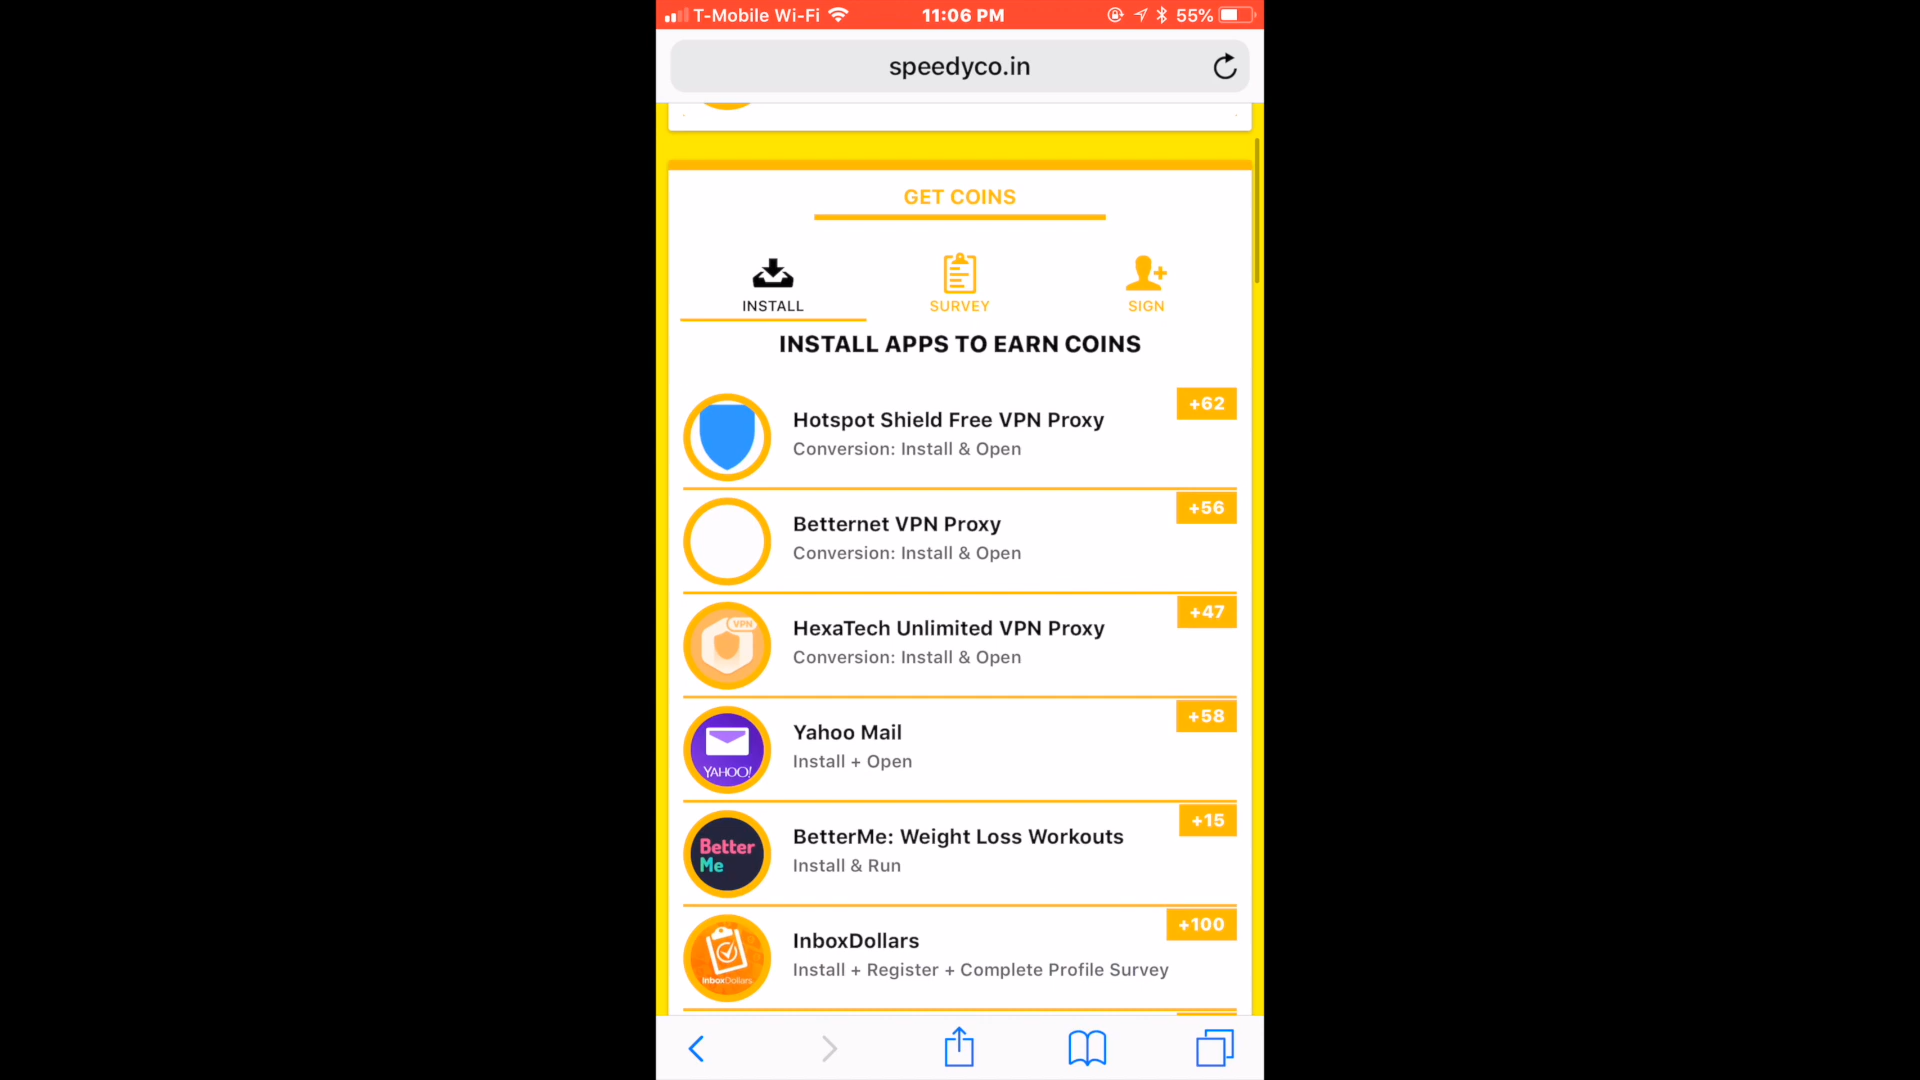 T-Mobile Wi-Fi 11:06 PM 55%
speedyco.in
GET COINS
INSTALL SURVEY SIGN
INSTALL APPS TO EARN COINS
Hotspot Shield Free VPN Proxy +62
Conversion: Install & Open
Betternet VPN Proxy +56
Conversion: Install & Open
VPN
HexaTech Unlimited VPN Proxy +47
Conversion: Install & Open
Yahoo Mail +58
Install + Open
YAHOO!
BetterMe: Weight Loss Workouts +15
Install & Run
Better
Me
InboxDollars +100
Install + Register + Complete Profile Survey
inboxDollars